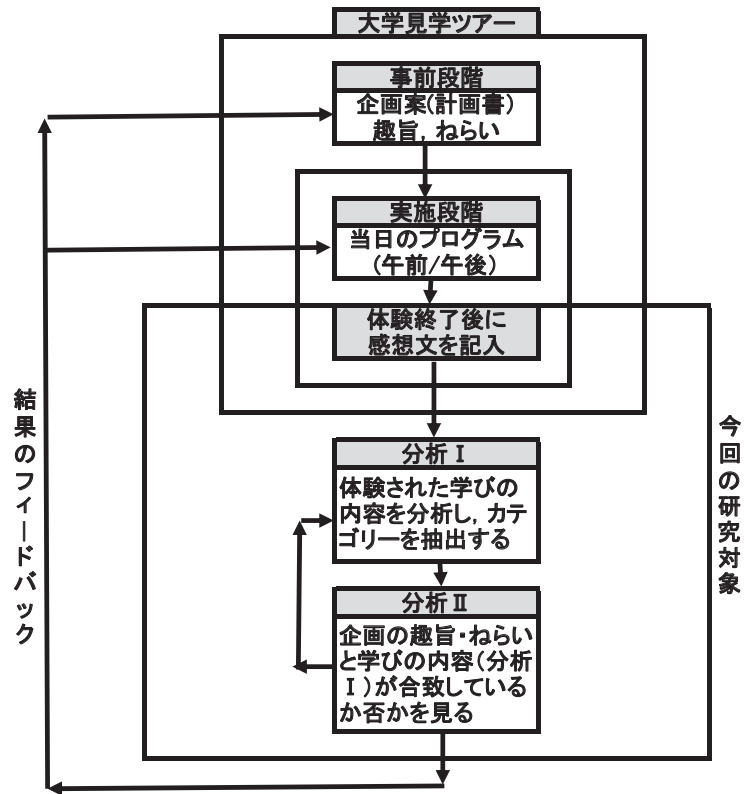 大学見学ツアー
事前段階
企画案(計画書)
趣旨，ねらい
実施段階
当日のプログラム
(午前/午後)
体験終了後に
感想文を記入
分析Ⅰ
体験された学びの
内容を分析し，カテ
ゴリーを抽出する
分析Ⅱ
企画の趣旨・ねらい
と学びの内容(分析
Ⅰ)が合致している
か否かを見る
結果のフィードバック
今回の研究対象